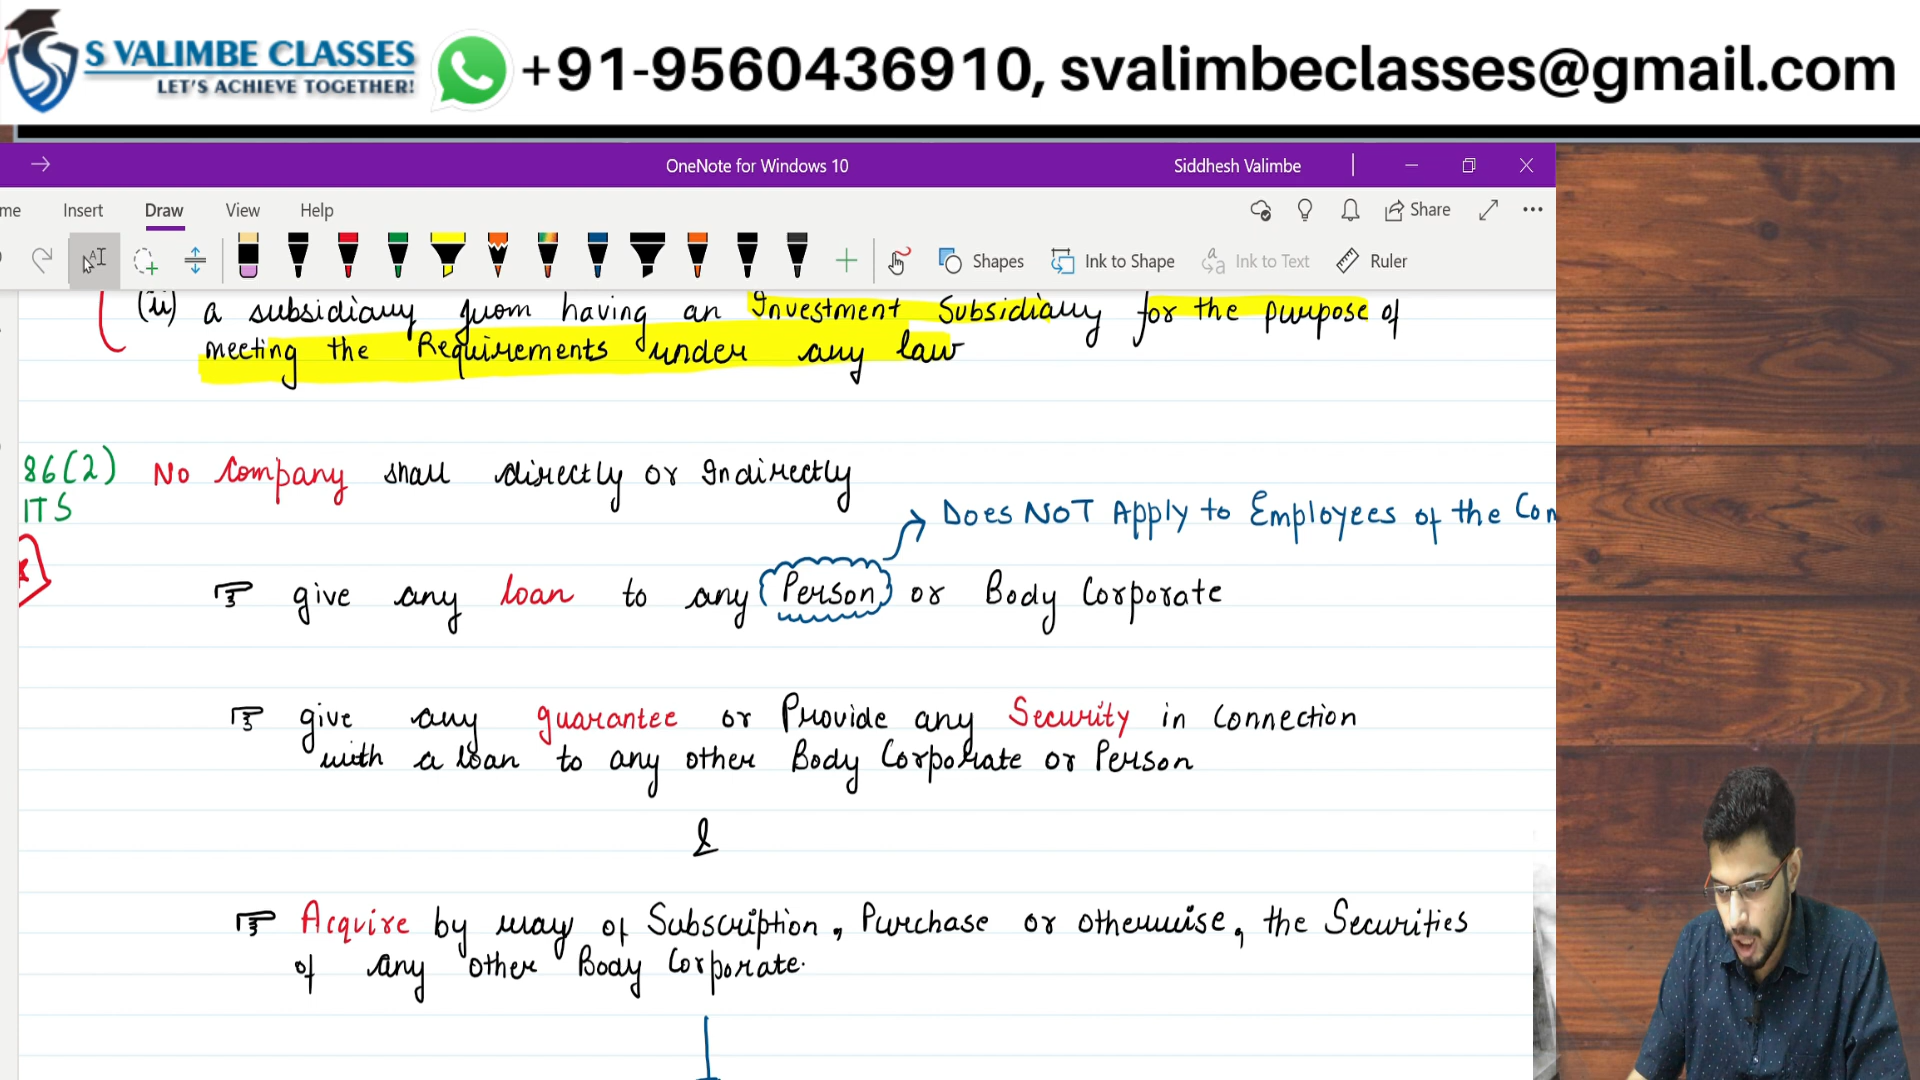 S VALIMBE CLASSES
LET'S ACHIEVE TOGETHER!
+91-9560436910, svalimbeclasses@gmail.com
OneNote for Windows 10
Siddhesh Valimbe
me Insert Draw View Help
Share
Shapes
Ink to Shape
Ink to Text
Ruler
(ii) a subsidiary from having an Investment Subsidiary for the purpose of
meeting the Requirements under any law
86(2) No Company shall directly or Indirectly
ITS
Does NOT Apply to Employees of the Com
give any loan to any Person or Body Corporate
give any guarantee or Provide any Security in Connection
with a loan to any other Body Corporate or Person
&
Acquire by way of Subscription, Purchase or otherwise, the Securities
of any other Body Corporate.